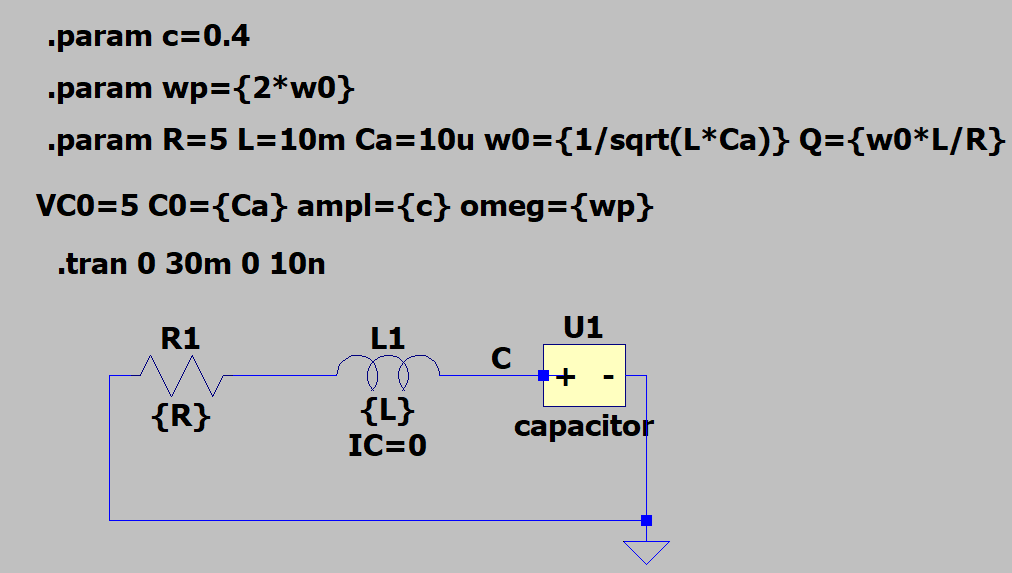 .param c=0.4
.param wp={2*w0}
.param R=5 L=10m Ca=10u w0={1/sqrt(L*Ca)} Q={w0*L/R}
VC0=5 C0={Ca} ampl={c} omeg={wp}
.tran 0 30m 0 10n
R1 L1 C U1
+ -
{R} {L} capacitor
IC=0